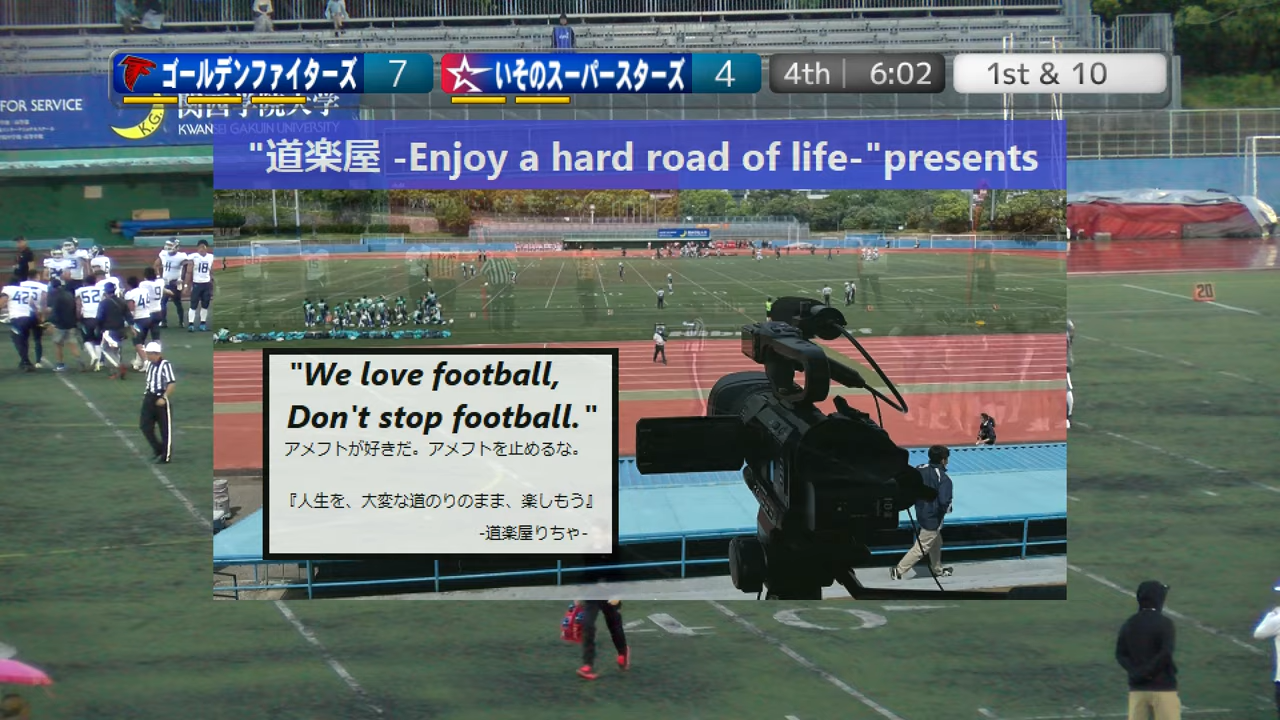 ゴールデンファイターズ 7 いそのスーパースターズ 4 4th 6:02 1st & 10
FOR SERVICE
K.G. 関西学院大学
KWANSEI GAKUIN UNIVERSITY
"道楽屋 -Enjoy a hard road of life-"presents
"We love football,
Don't stop football."
アメフトが好きだ。アメフトを止めるな。
『人生を、大変な道のりのまま、楽しもう』
-道楽屋りちゃ-
42 52 18
20